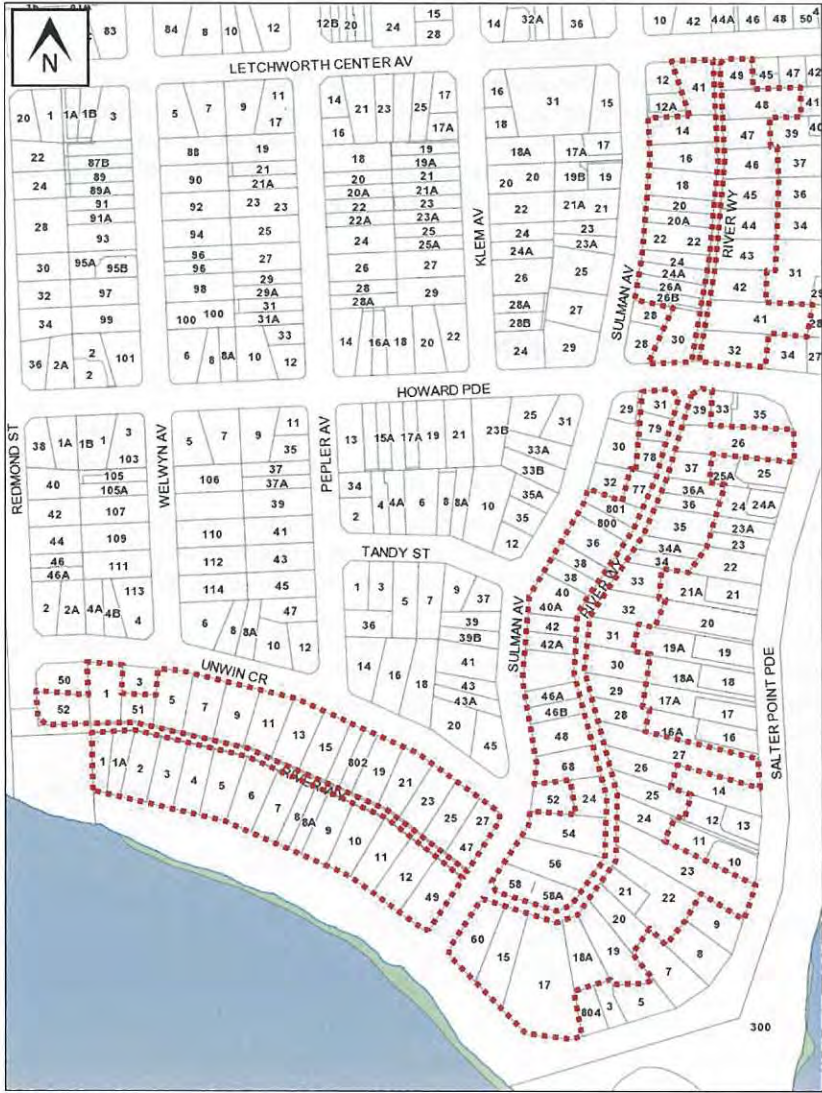 83
84 8 10 12
12B 20 24 15
28
14 32A 36
10 42 44A 46 48 50 4
N
LETCHWORTH CENTER AV
20 1 1A 1B 3
22 87B
24 89
89A
91
28 91A
93
30 95A 95B
32 97
34 99
36 2A 2 101
2
5 7 9 11
17
88 19
90 21
21A
92 23 23
94 25
96
96 27
98 29
29A
100 100 31
31A
33
6 8 8A 10 12
14 21 23 25 17
16 17A
18 19
19A
20 21
20A 21A
22 23
22A 23A
24 25
25A
26 27
28
28A 29
14 16A 18 20 22
KLEM AV
16 31 15
18
18A 17A 17
20 20 19B 19
22 21A 21
24 23
24A 23A
26 25
28A 27
28B
24 29
SULMAN AV
12 41
12A
14
16
18
20
20A
22 22
24
24A
26A
26B
28
28 30
RIVER WY
49 45 47 42
48 41
47 39 40
46 37
45 36
44 34
43 31
42 29
41 28
32 34 27
HOWARD PDE
REDMOND ST
38 1A 1B 1 3
103
40 105
105A
42 107
44 109
46 111
46A
2 2A 4A 4B 113
4
WELWYN AV
5 7 9 11
35
106 37
37A
39
110 41
112 43
114 45
6 8 8A 10 47
12
PEPLER AV
13 15A 17A 19 21 23B 25 31
33A
33B
34 35A
2 4 4A 6 8 8A 10 35
12
TANDY ST
1 3 5 7 9 37
36 39
39B
14 16 18 41
43
43A
20 45
SULMAN AV
29 31
79
30 78
32 77
801
800
36
38
38
40
40A
42
42A
46A
46B
48
68
52 24
54
56
58 58A
RIVER WY
39 33 35
26
37 25A 25
36A
36 24 24A
35 23A
34A 23
34 22
33 21A 21
32 20
31 19A 19
30 18A 18
29 17A 17
28 16A 16
27
26 14
25 12 13
24 11 10
23
22 9
21
20 8
19 7
18A
60 15 17
804 3 5
SALTER POINT PDE
UNWIN CR
50 1 3
52 51 5 7 9 11 13 15 802 19 21 23 25 27
47
RIVER WY
1 1A 2 3 4 5 6 7 8 8A 9 10 11 12 49
300